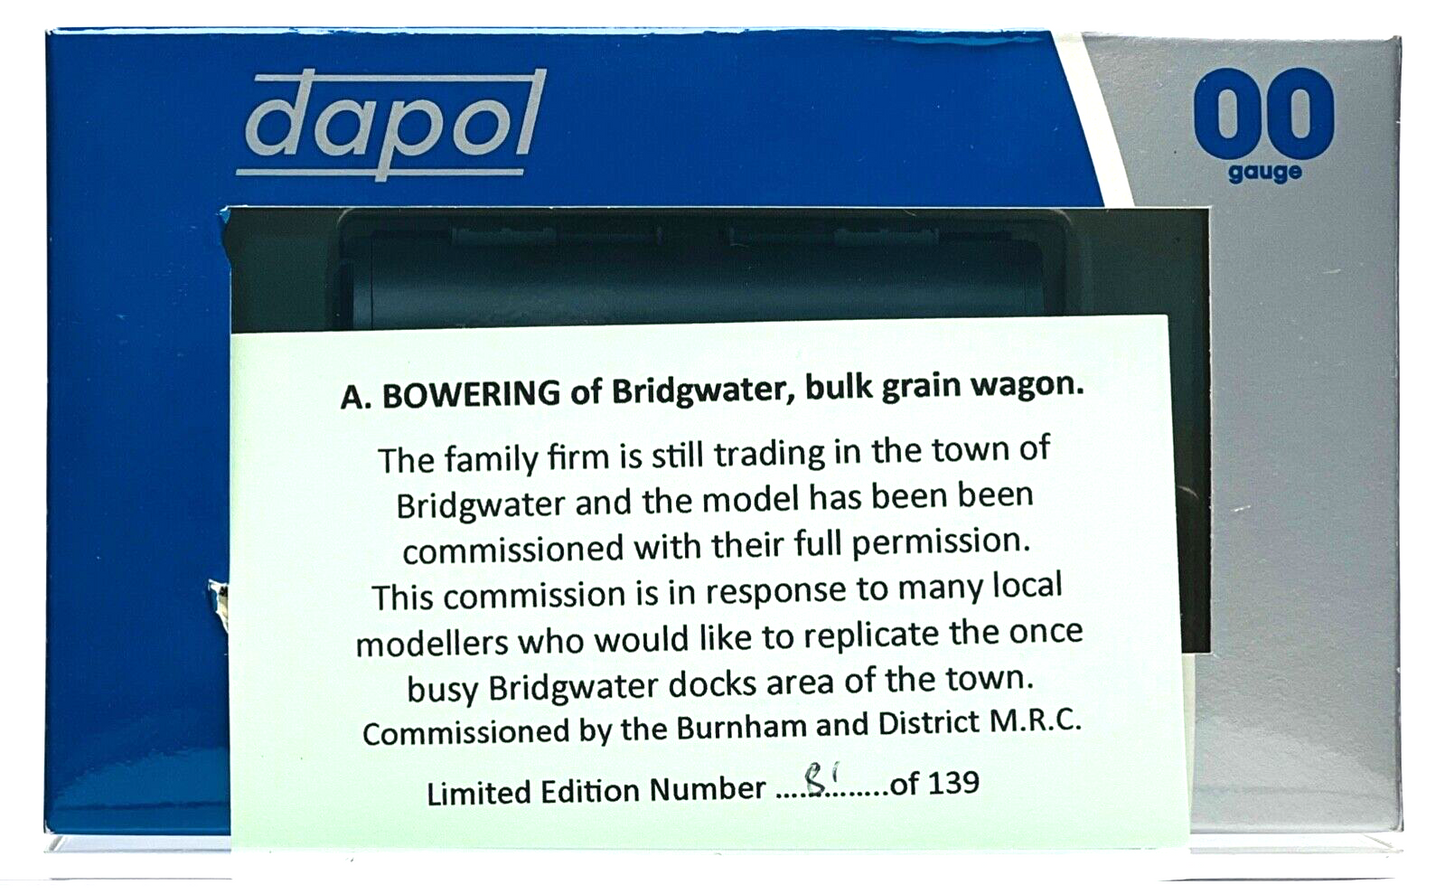 dapol
00
gauge
A. BOWERING of Bridgwater, bulk grain wagon.
The family firm is still trading in the town of
Bridgwater and the model has been been
commissioned with their full permission.
This commission is in response to many local
modellers who would like to replicate the once
busy Bridgwater docks area of the town.
Commissioned by the Burnham and District M.R.C.
Limited Edition Number ....81........of 139